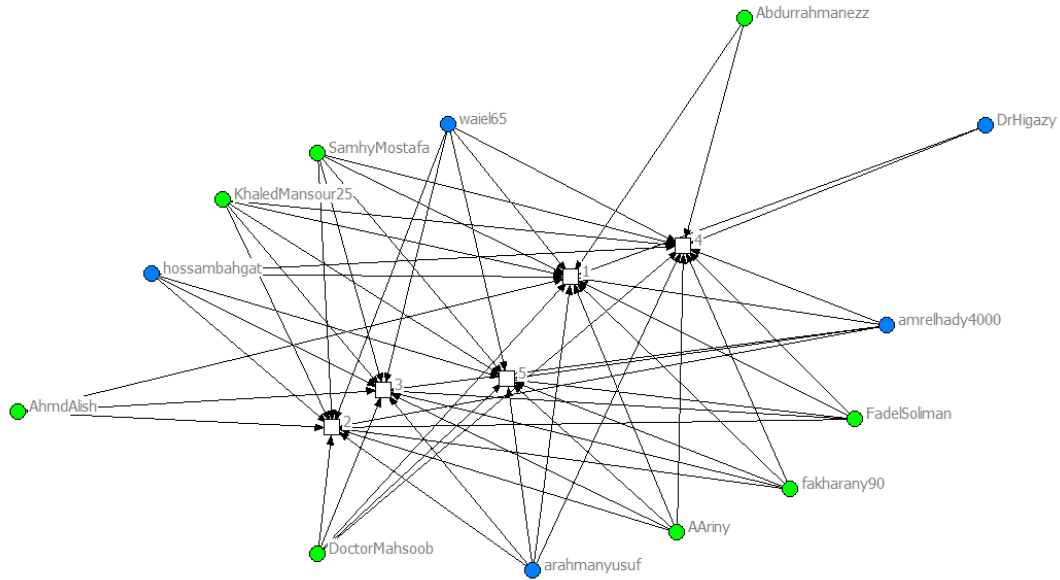 Abdurrahmanezz
waiel65
DrHigazy
SamhyMostafa
KhaledMansour25
4
hossambahgat
1
amrelhady4000
5
3
AhmdAlish
FadelSoliman
2
fakharany90
DoctorMahsoob
AAriny
arahmanyusuf